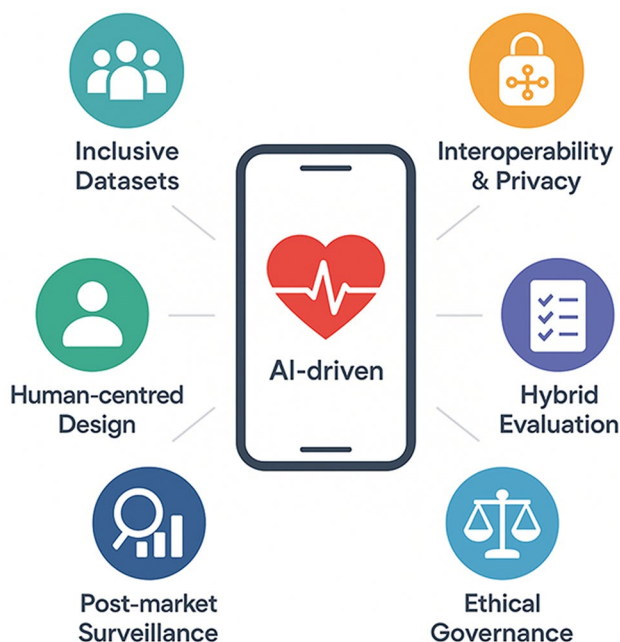 Inclusive
Datasets
Interoperability
& Privacy
AI-driven
Human-centred
Design
Hybrid
Evaluation
Post-market
Surveillance
Ethical
Governance